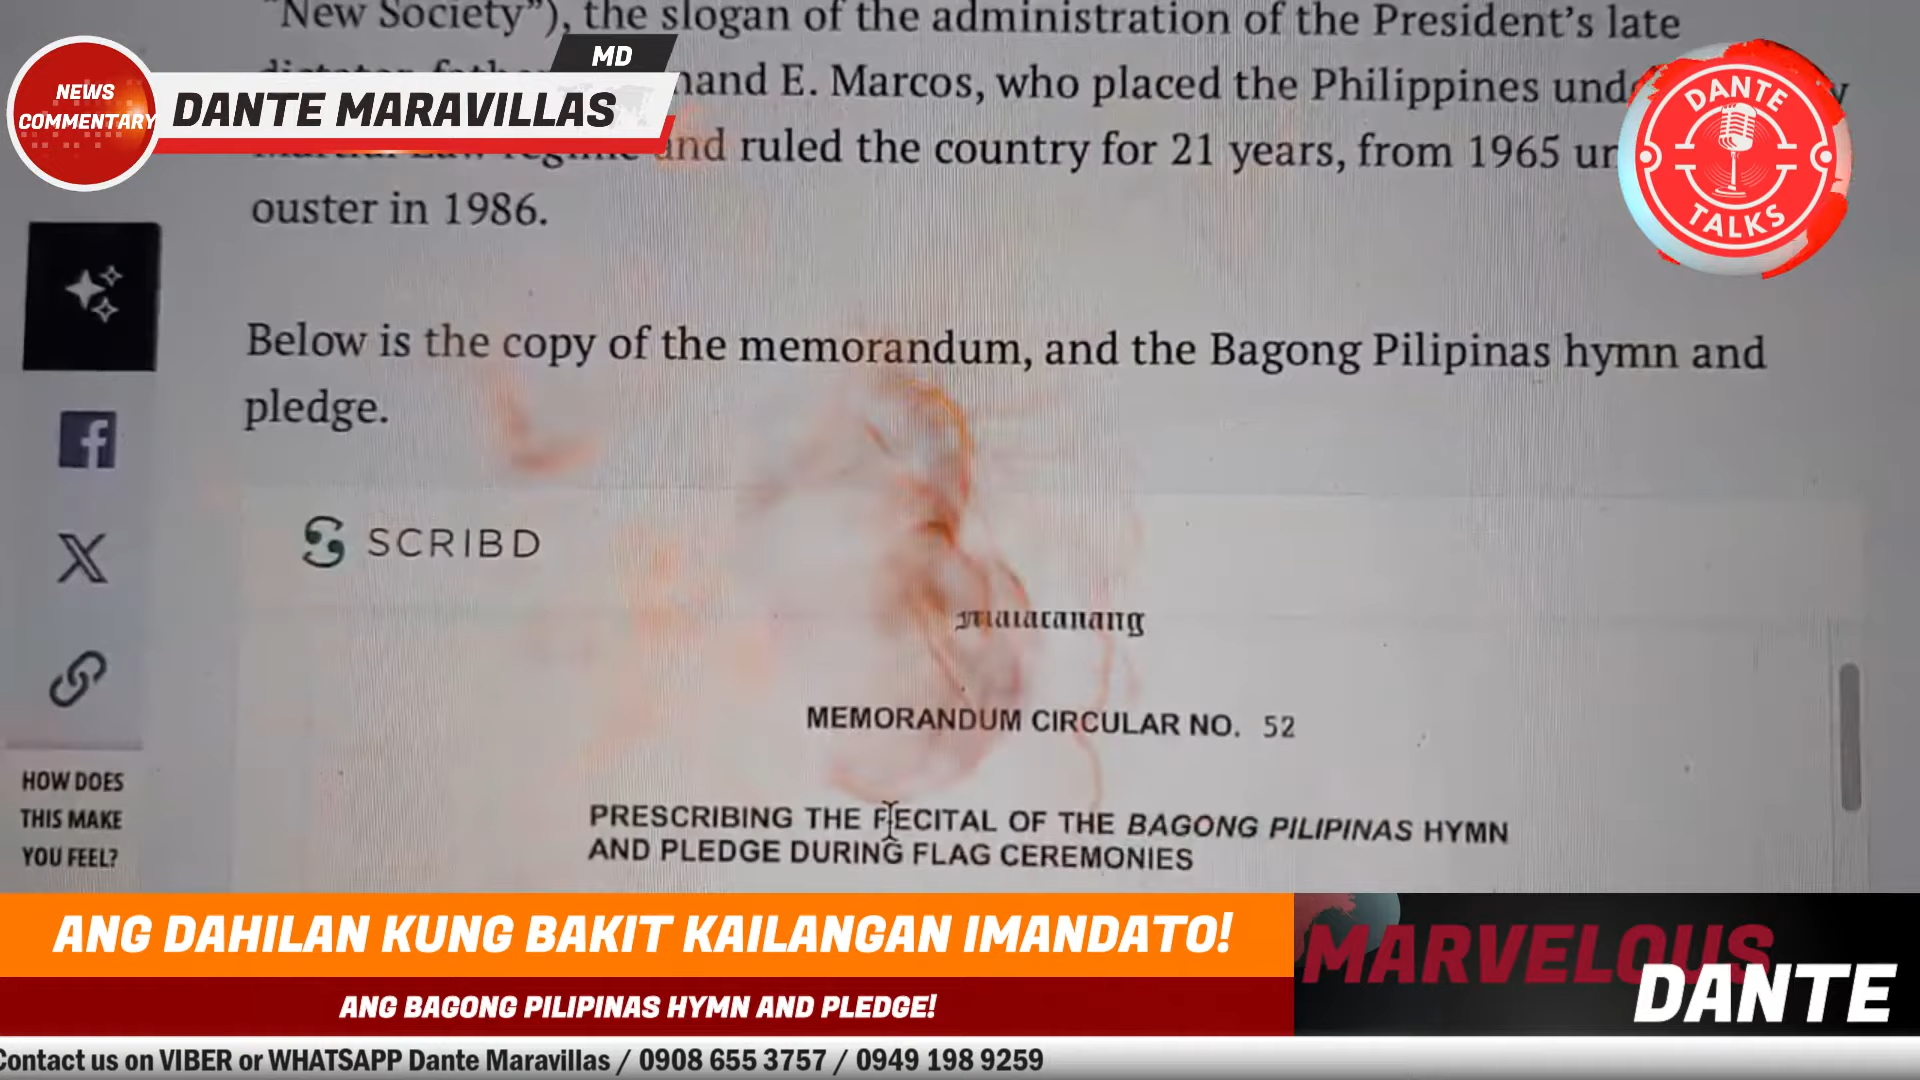 "New Society"), the slogan of the administration of the President's late
nand E. Marcos, who placed the Philippines und
and ruled the country for 21 years, from 1965 un
ouster in 1986.
MD
NEWS
COMMENTARY
DANTE MARAVILLAS
DANTE
TALKS
Below is the copy of the memorandum, and the Bagong Pilipinas hymn and
pledge.
SCRIBD
malacanang
MEMORANDUM CIRCULAR NO. 52
PRESCRIBING THE RECITAL OF THE BAGONG PILIPINAS HYMN
AND PLEDGE DURING FLAG CEREMONIES
HOW DOES
THIS MAKE
YOU FEEL?
ANG DAHILAN KUNG BAKIT KAILANGAN IMANDATO!
ANG BAGONG PILIPINAS HYMN AND PLEDGE!
MARVELOUS
DANTE
Contact us on VIBER or WHATSAPP Dante Maravillas / 0908 655 3757 / 0949 198 9259